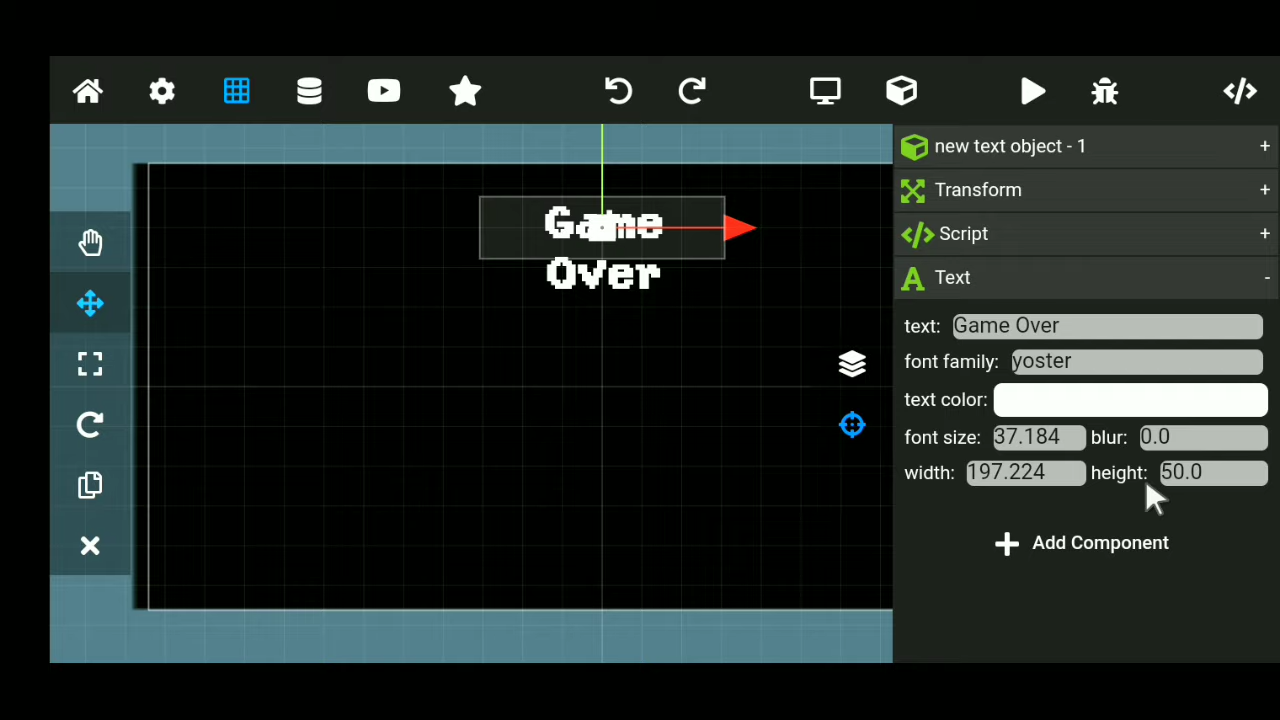 Game
Over
new text object - 1 +
Transform +
Script +
Text -
text: Game Over
font family: yoster
text color:
font size: 37.184 blur: 0.0
width: 197.224 height: 50.0
Add Component